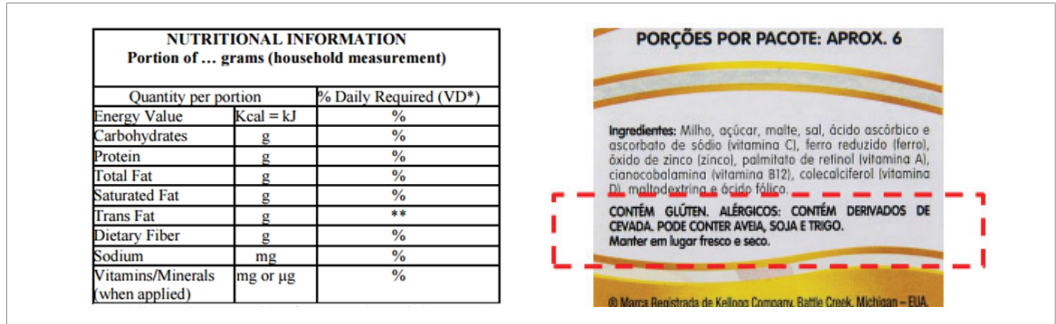 NUTRITIONAL INFORMATION
Portion of … grams (household measurement)
Quantity per portion % Daily Required (VD*)
Energy Value Kcal = kJ %
Carbohydrates g %
Protein g %
Total Fat g %
Saturated Fat g %
Trans Fat g **
Dietary Fiber g %
Sodium mg %
Vitamins/Minerals mg or µg %
(when applied)
PORÇÕES POR PACOTE: APROX. 6
Ingredientes: Milho, açúcar, malte, sal, ácido ascórbico e
ascorbato de sódio (vitamina C), ferro reduzido (ferro),
óxido de zinco (zinco), palmitato de retinol (vitamina A),
cianocobalamina (vitamina B12), colecalciferol (vitamina
D), maltodextrina e ácido fólico.
CONTÉM GLÚTEN. ALÉRGICOS: CONTÉM DERIVADOS DE
CEVADA. PODE CONTER AVEIA, SOJA E TRIGO.
Manter em lugar fresco e seco.
® Marca Registrada de Kellogg Company, Battle Creek, Michigan – EUA.